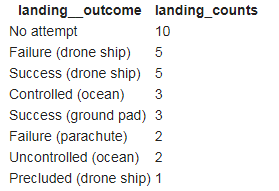 landing__outcome landing_counts
No attempt 10
Failure (drone ship) 5
Success (drone ship) 5
Controlled (ocean) 3
Success (ground pad) 3
Failure (parachute) 2
Uncontrolled (ocean) 2
Precluded (drone ship) 1